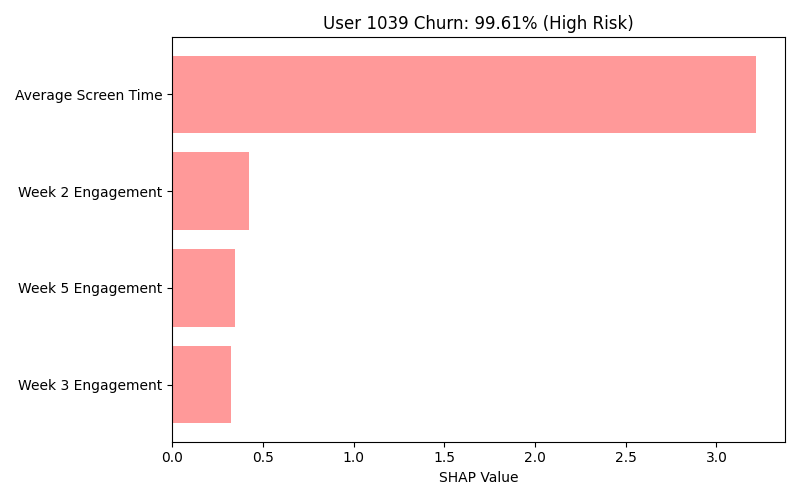 User 1039 Churn: 99.61% (High Risk)
Average Screen Time
Week 2 Engagement
Week 5 Engagement
Week 3 Engagement
0.0 0.5 1.0 1.5 2.0 2.5 3.0
SHAP Value